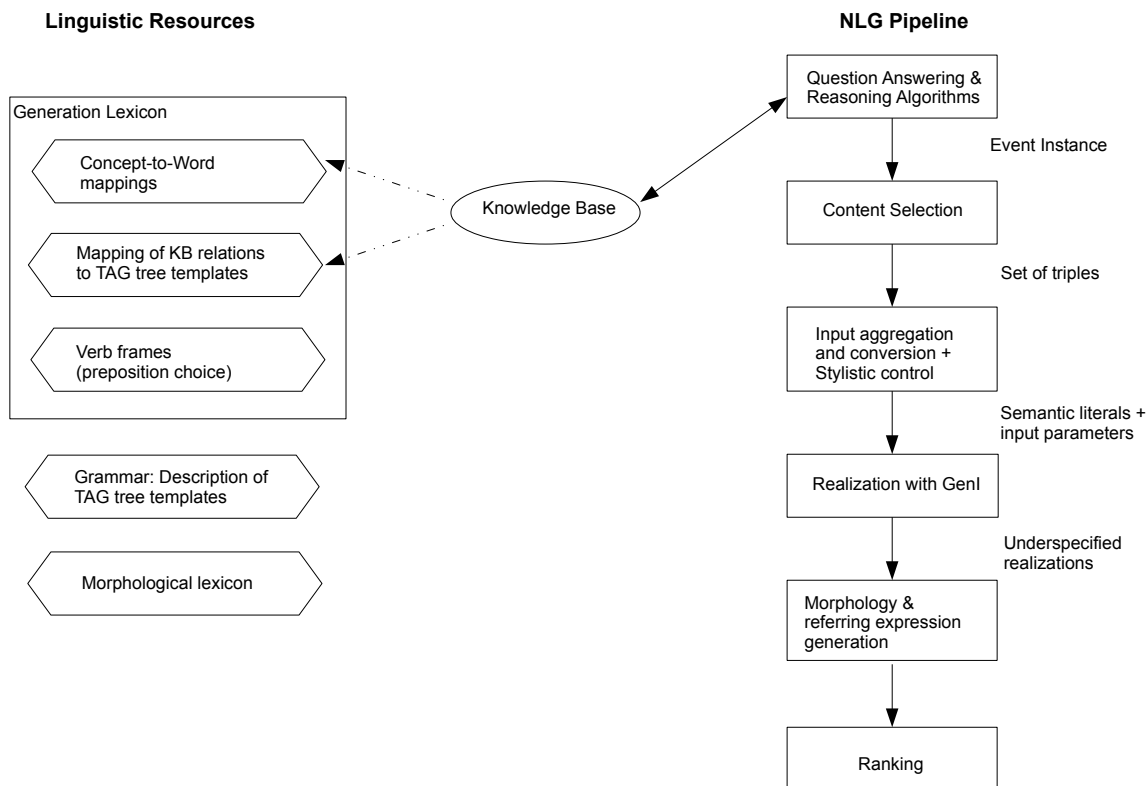 Linguistic Resources
Generation Lexicon
Concept-to-Word
mappings
Mapping of KB relations
to TAG tree templates
Verb frames
(preposition choice)
Grammar: Description of
TAG tree templates
Morphological lexicon
Knowledge Base
NLG Pipeline
Question Answering &
Reasoning Algorithms
Event Instance
Content Selection
Set of triples
Input aggregation
and conversion +
Stylistic control
Semantic literals +
input parameters
Realization with GenI
Underspecified
realizations
Morphology &
referring expression
generation
Ranking